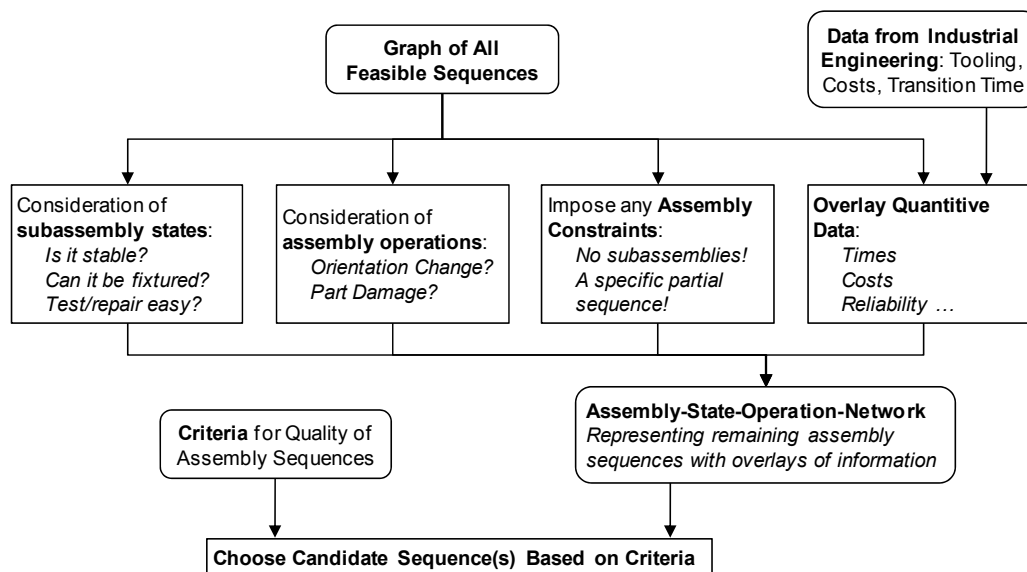 Graph of All
Feasible Sequences
Data from Industrial
Engineering: Tooling,
Costs, Transition Time
Consideration of
subassembly states:
Is it stable?
Can it be fixtured?
Test/repair easy?
Consideration of
assembly operations:
Orientation Change?
Part Damage?
Impose any Assembly
Constraints:
No subassemblies!
A specific partial
sequence!
Overlay Quantitive
Data:
Times
Costs
Reliability …
Criteria for Quality of
Assembly Sequences
Assembly-State-Operation-Network
Representing remaining assembly
sequences with overlays of information
Choose Candidate Sequence(s) Based on Criteria